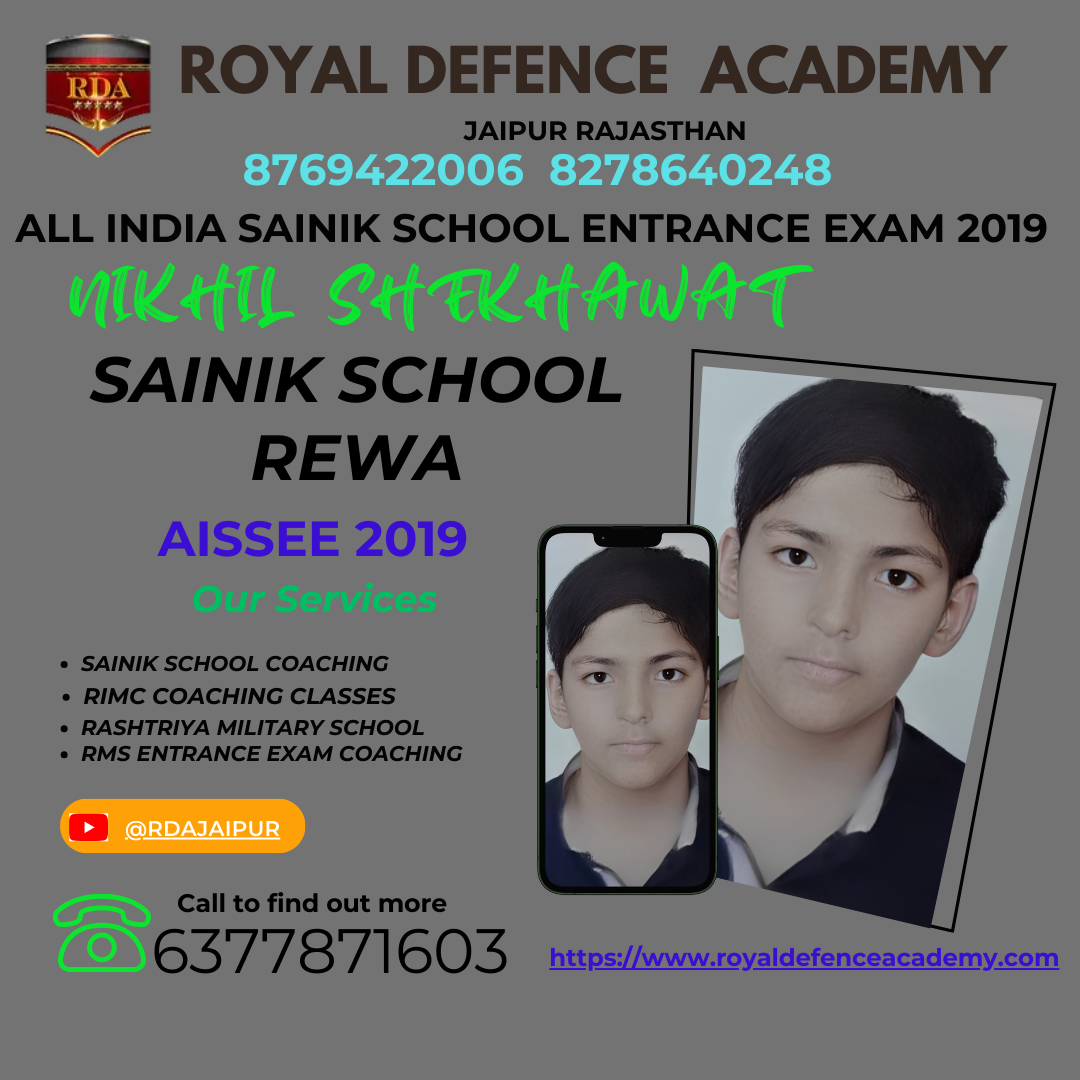 RDA
ROYAL DEFENCE ACADEMY
JAIPUR RAJASTHAN
8769422006 8278640248
ALL INDIA SAINIK SCHOOL ENTRANCE EXAM 2019
NIKHIL SHEKHAWAT
SAINIK SCHOOL
REWA
AISSEE 2019
Our Services
• SAINIK SCHOOL COACHING
• RIMC COACHING CLASSES
• RASHTRIYA MILITARY SCHOOL
• RMS ENTRANCE EXAM COACHING
@RDAJAIPUR
Call to find out more
6377871603
https://www.royaldefenceacademy.com